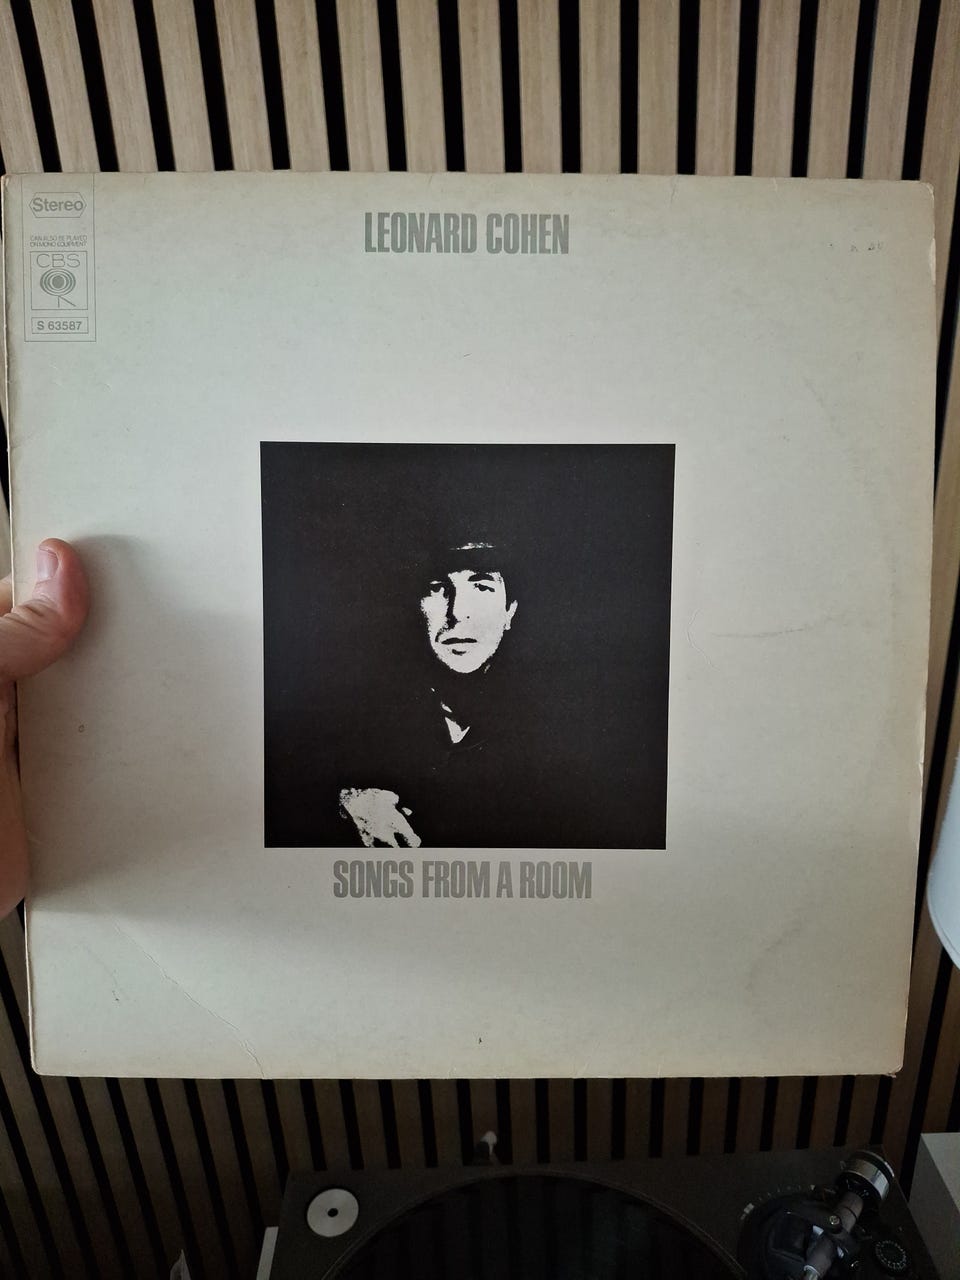 Stereo
CAN ALSO BE PLAYED
ON MONO EQUIPMENT
CBS
S 63587
LEONARD COHEN
SONGS FROM A ROOM